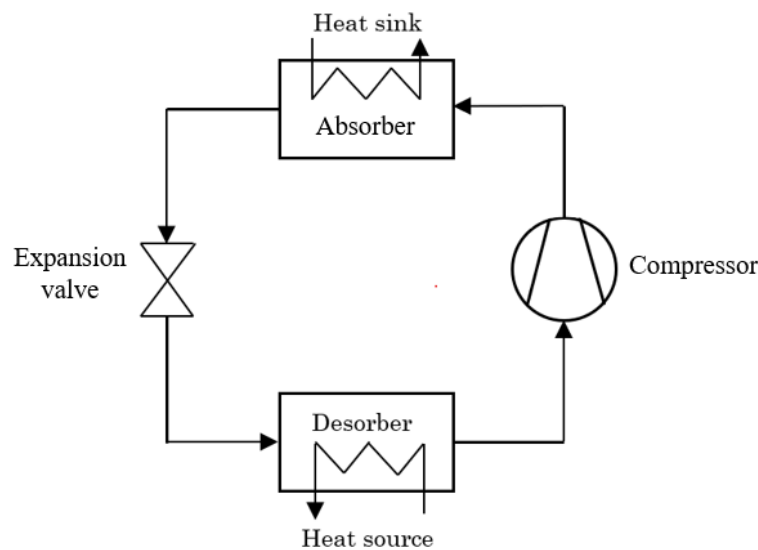 Heat sink
Absorber
Expansion
valve
Compressor
Desorber
Heat source